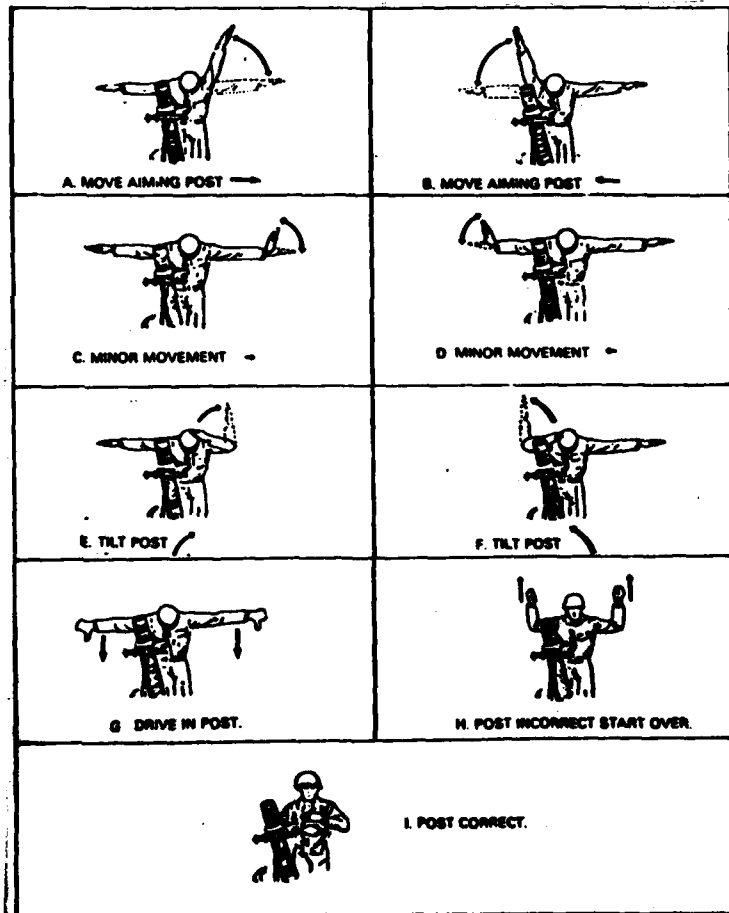 A. MOVE AIMING POST →
B. MOVE AIMING POST ←
C. MINOR MOVEMENT →
D MINOR MOVEMENT ←
E. TILT POST
F. TILT POST
G DRIVE IN POST.
H. POST INCORRECT START OVER.
I. POST CORRECT.